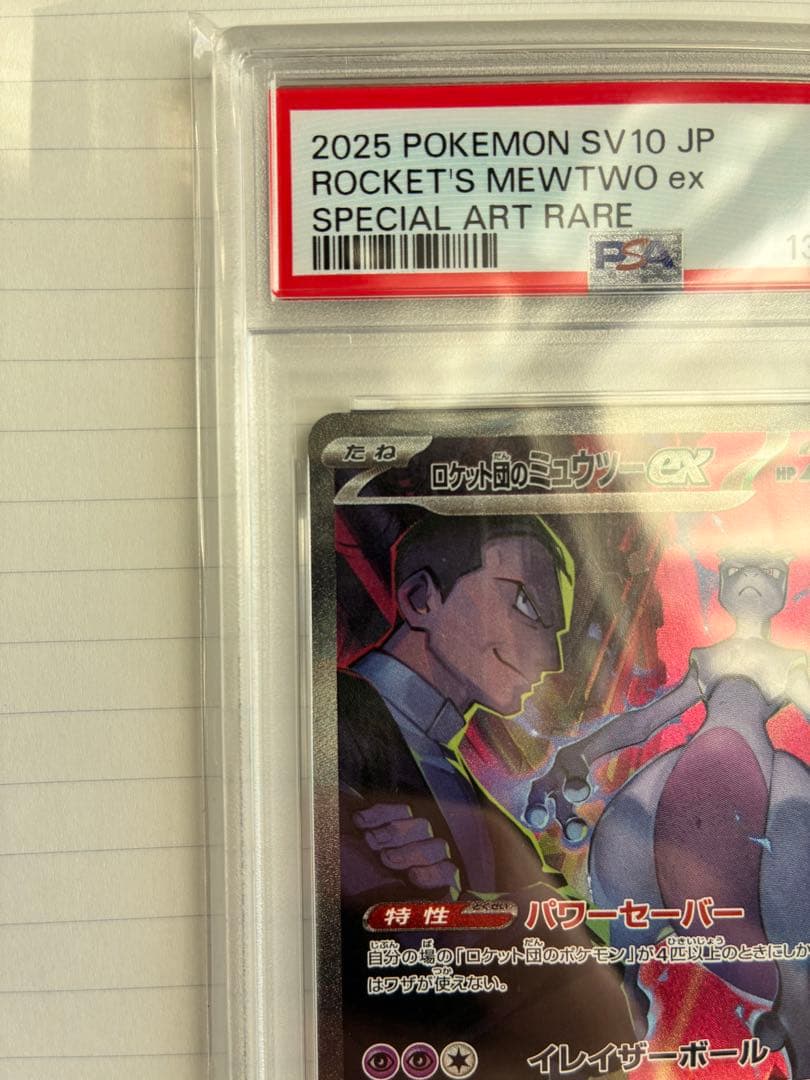 2025 POKEMON SV10 JP
ROCKET'S MEWTWO ex
SPECIAL ART RARE
PSA
13
たね
ロケット団のミュウツーex HP 2
特性 パワーセーバー
自分の場の「ロケット団のポケモン」が4匹以上のときにしか
はワザが使えない。
イレイザーボール